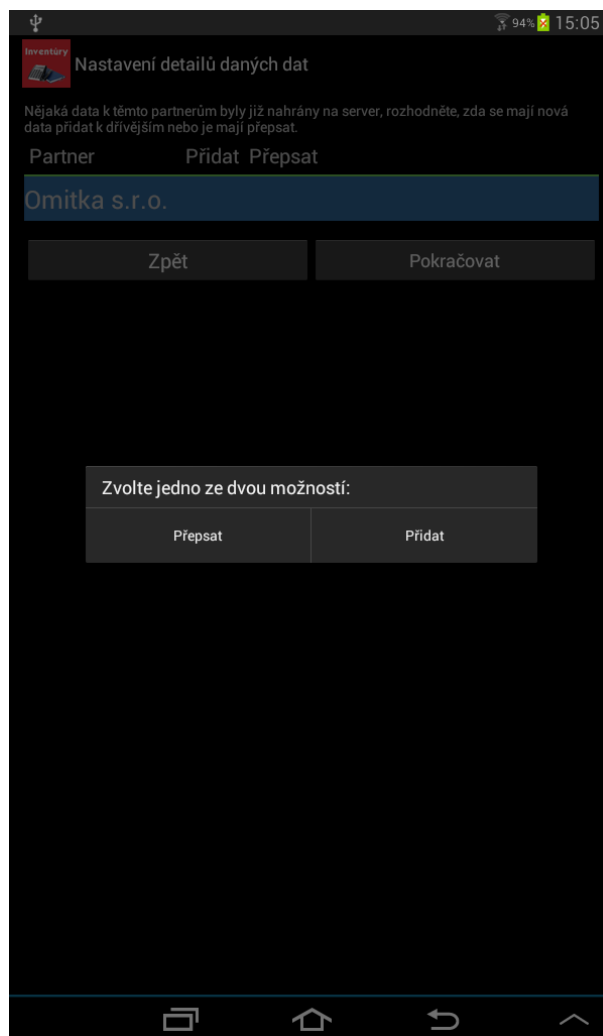 94% 15:05
Inventúry
Nastavení detailů daných dat
Nějaká data k těmto partnerům byly již nahrány na server, rozhodněte, zda se mají nová
data přidat k dřívějším nebo je mají přepsat.
Partner Přidat Přepsat
Omitka s.r.o.
Zpět Pokračovat
Zvolte jedno ze dvou možností:
Přepsat Přidat